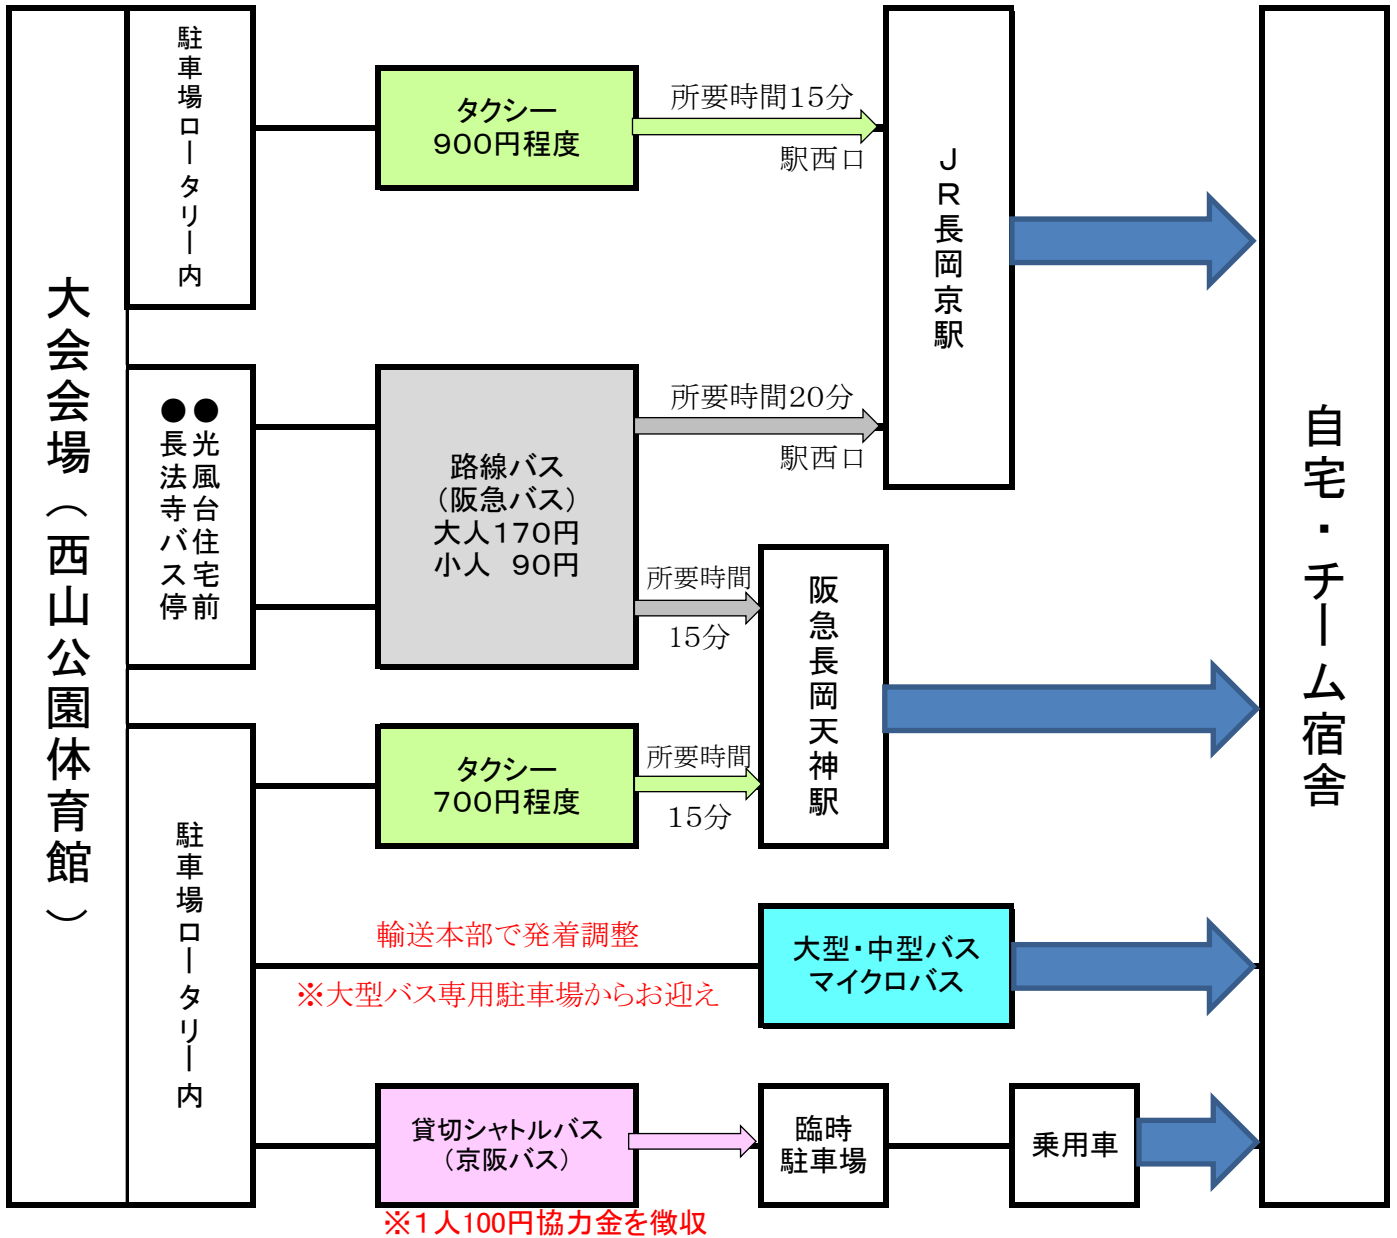 大会会場（西山公園体育館）
駐車場ロータリー内
タクシー
900円程度
所要時間15分
駅西口
JR長岡京駅
●光風台住宅前
●長法寺バス停
路線バス
（阪急バス）
大人170円
小人　90円
所要時間20分
駅西口
所要時間
15分
阪急長岡天神駅
駐車場ロータリー内
タクシー
700円程度
所要時間
15分
輸送本部で発着調整
※大型バス専用駐車場からお迎え
大型・中型バス
マイクロバス
貸切シャトルバス
（京阪バス）
※1人100円協力金を徴収
臨時
駐車場
乗用車
自宅・チーム宿舎